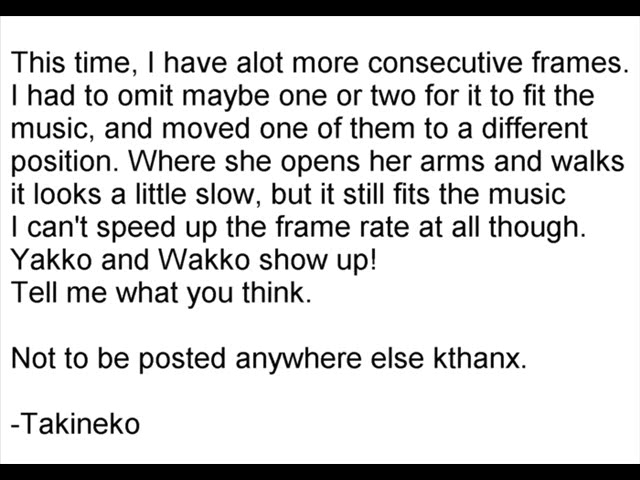 This time, I have alot more consecutive frames.
I had to omit maybe one or two for it to fit the
music, and moved one of them to a different
position. Where she opens her arms and walks
it looks a little slow, but it still fits the music
I can't speed up the frame rate at all though.
Yakko and Wakko show up!
Tell me what you think.
Not to be posted anywhere else kthanx.
-Takineko